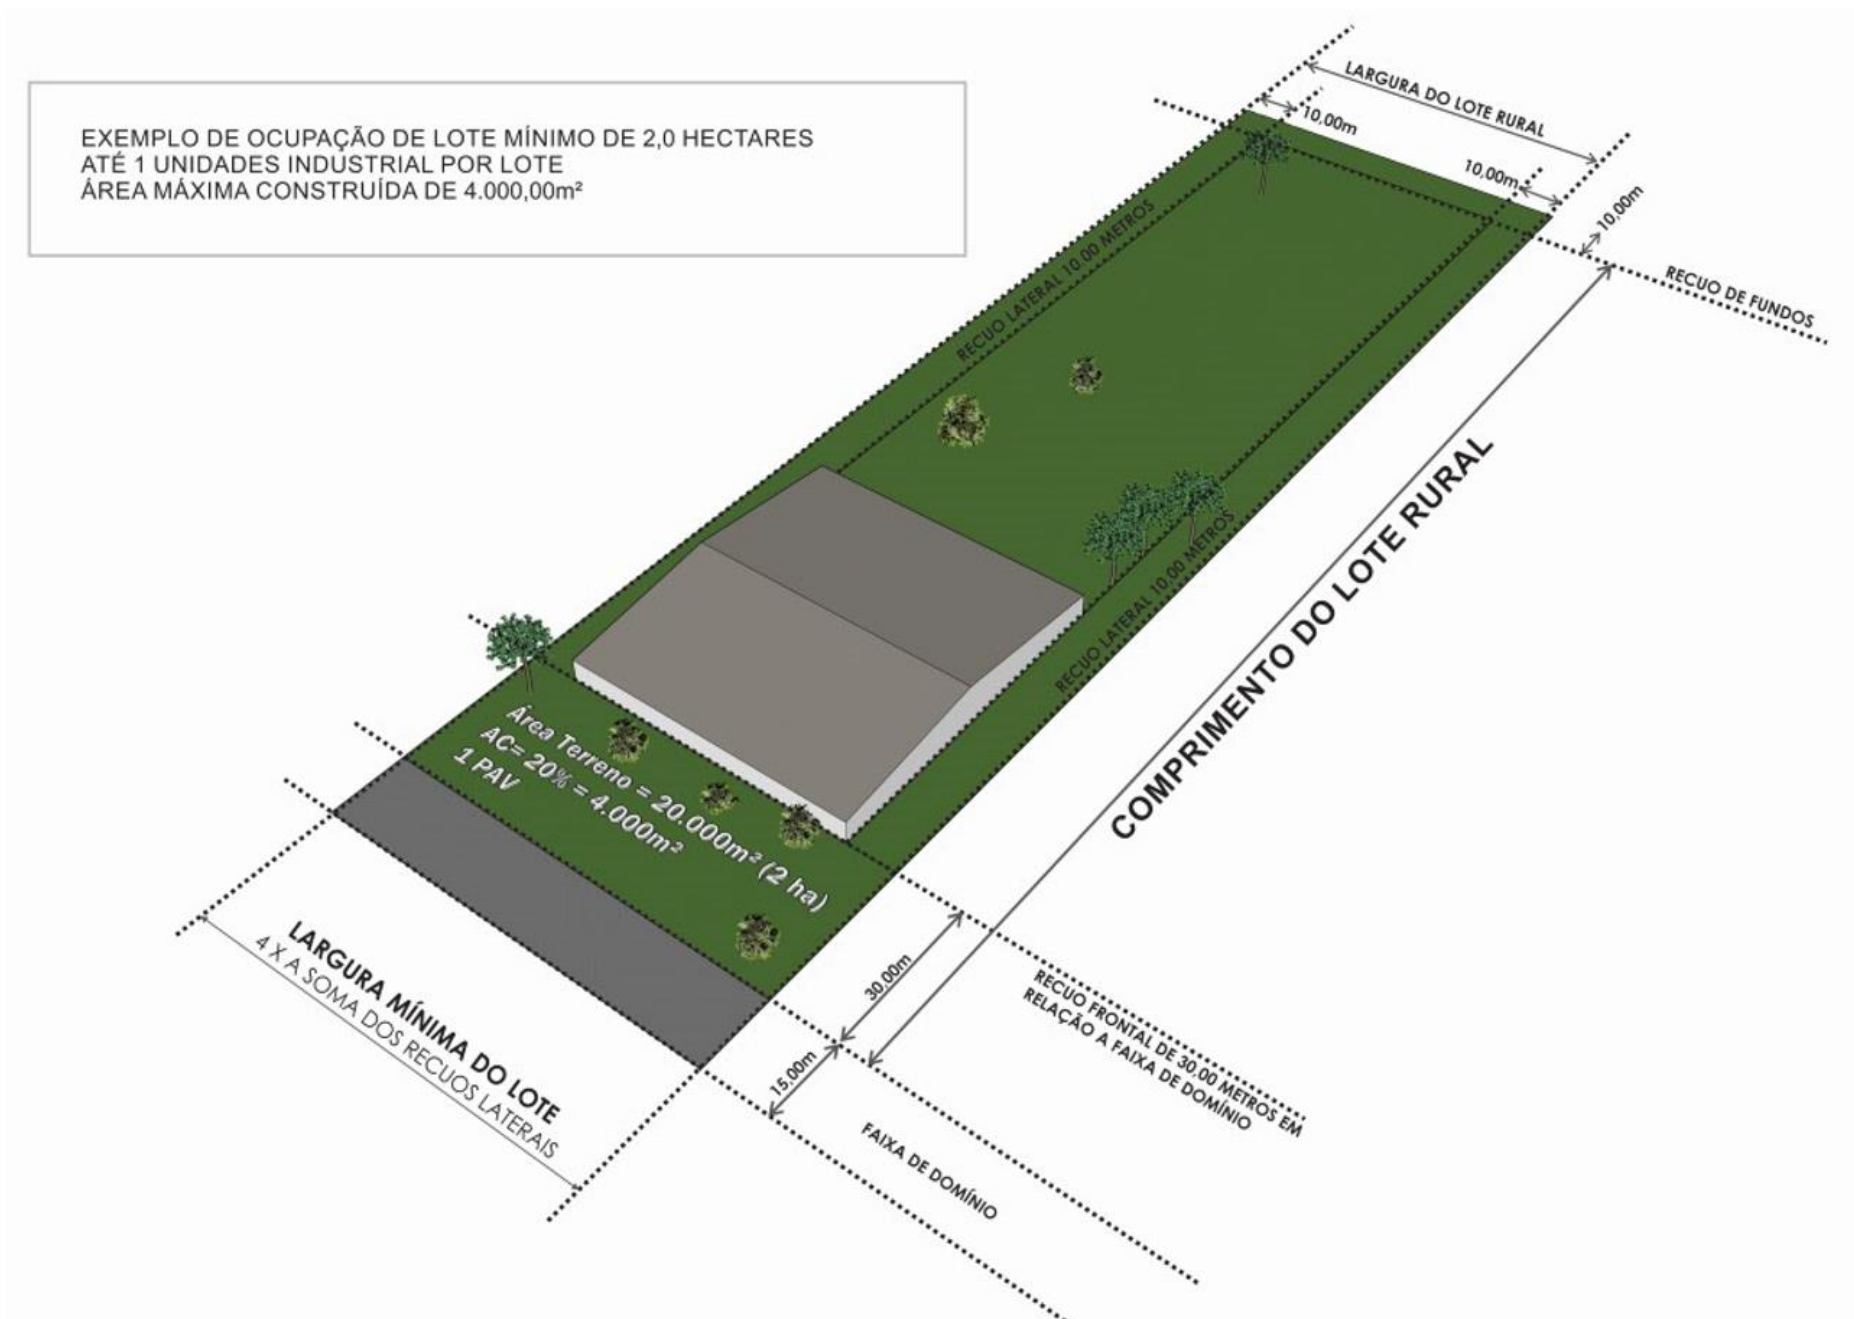 EXEMPLO DE OCUPAÇÃO DE LOTE MÍNIMO DE 2,0 HECTARES
ATÉ 1 UNIDADES INDUSTRIAL POR LOTE
ÁREA MÁXIMA CONSTRUÍDA DE 4.000,00m²
LARGURA DO LOTE RURAL
10,00m
10,00m
10,00m
RECUO DE FUNDOS
RECUO LATERAL 10.00 METROS
RECUO LATERAL 10.00 METROS
COMPRIMENTO DO LOTE RURAL
Área Terreno = 20.000m² (2 ha)
AC= 20% = 4.000m²
1 PAV
LARGURA MÍNIMA DO LOTE
4 X A SOMA DOS RECUOS LATERAIS
30,00m
15,00m
RECUO FRONTAL DE 30,00 METROS EM
RELAÇÃO A FAIXA DE DOMÍNIO
FAIXA DE DOMÍNIO